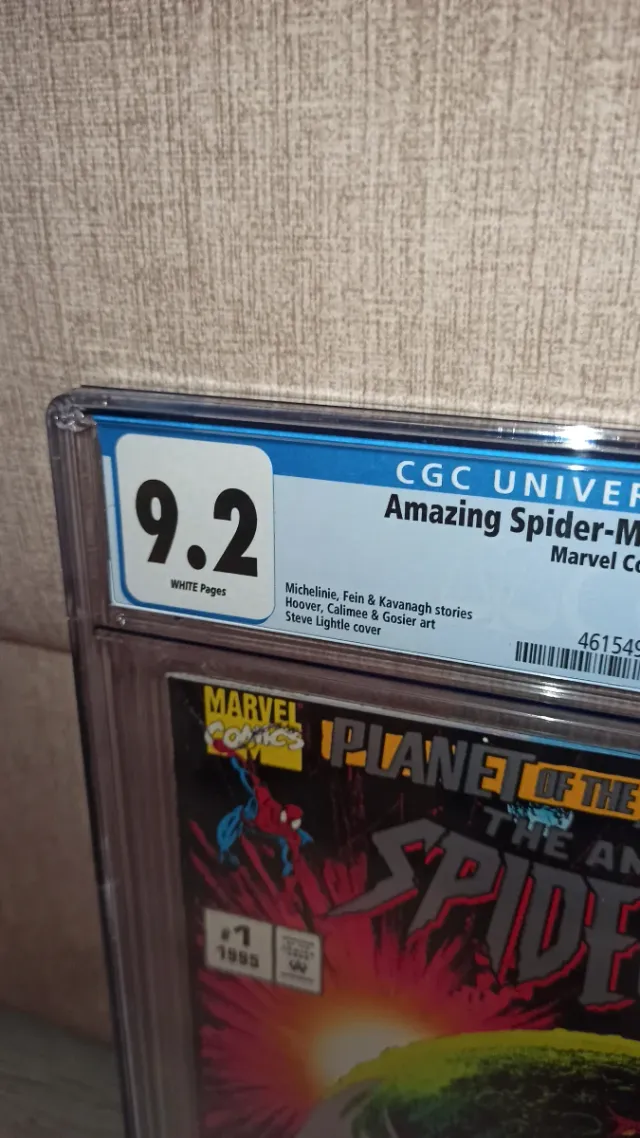 CGC UNIVER
9.2
WHITE Pages
Amazing Spider-M
Marvel Co
Michelinie, Fein & Kavanagh stories
Hoover, Calimee & Gosier art
Steve Lightle cover
461549
MARVEL
COMICS
PLANET OF THE
THE AM
SPIDE
#1
1995